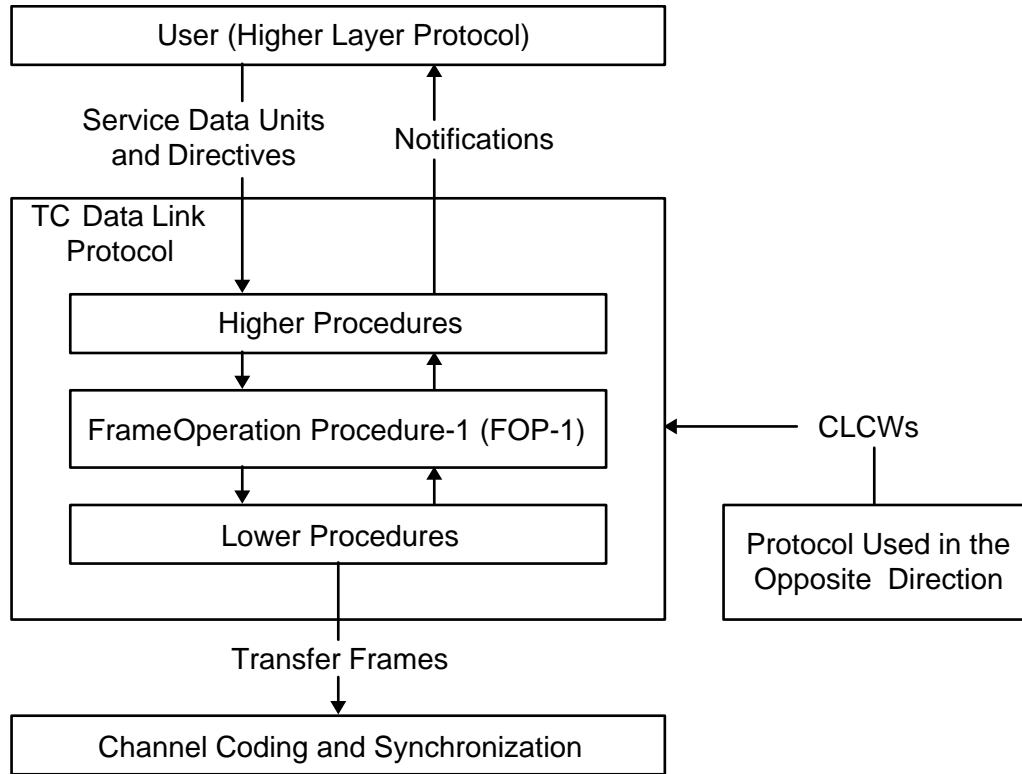 User (Higher Layer Protocol)
Service Data Units
and Directives
Notifications
TC Data Link
Protocol
Higher Procedures
FrameOperation Procedure-1 (FOP-1)
CLCWs
Lower Procedures
Protocol Used in the
Opposite Direction
Transfer Frames
Channel Coding and Synchronization